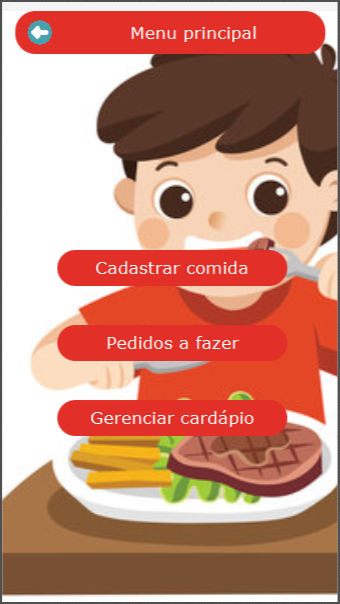 Menu principal
Cadastrar comida
Pedidos a fazer
Gerenciar cardápio